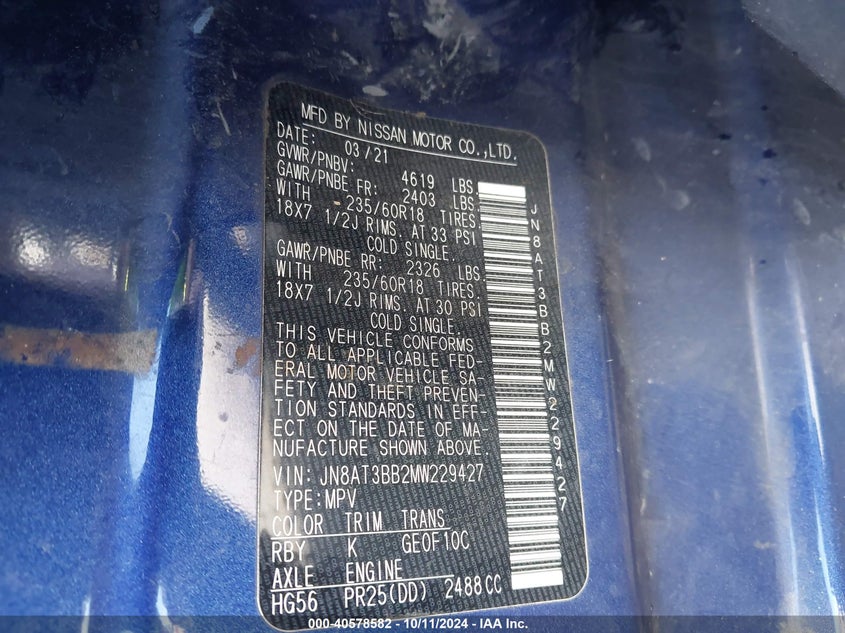 MFD BY NISSAN MOTOR CO.,LTD.
DATE: 03/21
GVWR/PNBV: 4619 LBS
GAWR/PNBE FR: 2403 LBS.
WITH 235/60R18 TIRES.
18X7 1/2J RIMS. AT 33 PSI
COLD SINGLE.
GAWR/PNBE RR: 2326 LBS
WITH 235/60R18 TIRES.
18X7 1/2J RIMS. AT 30 PSI
COLD SINGLE.
THIS VEHICLE CONFORMS
TO ALL APPLICABLE FED-
ERAL MOTOR VEHICLE SA-
FETY AND THEFT PREVEN-
TION STANDARDS IN EFF-
ECT ON THE DATE OF MA-
NUFACTURE SHOWN ABOVE.
VIN: JN8AT3BB2MW229427
TYPE: MPV
COLOR TRIM TRANS
RBY K GEOF10C
AXLE ENGINE
HG56 PR25(DD) 2488CC
JN8AT3BB2MW229427
000-40578582 - 10/11/2024 - IAA Inc.